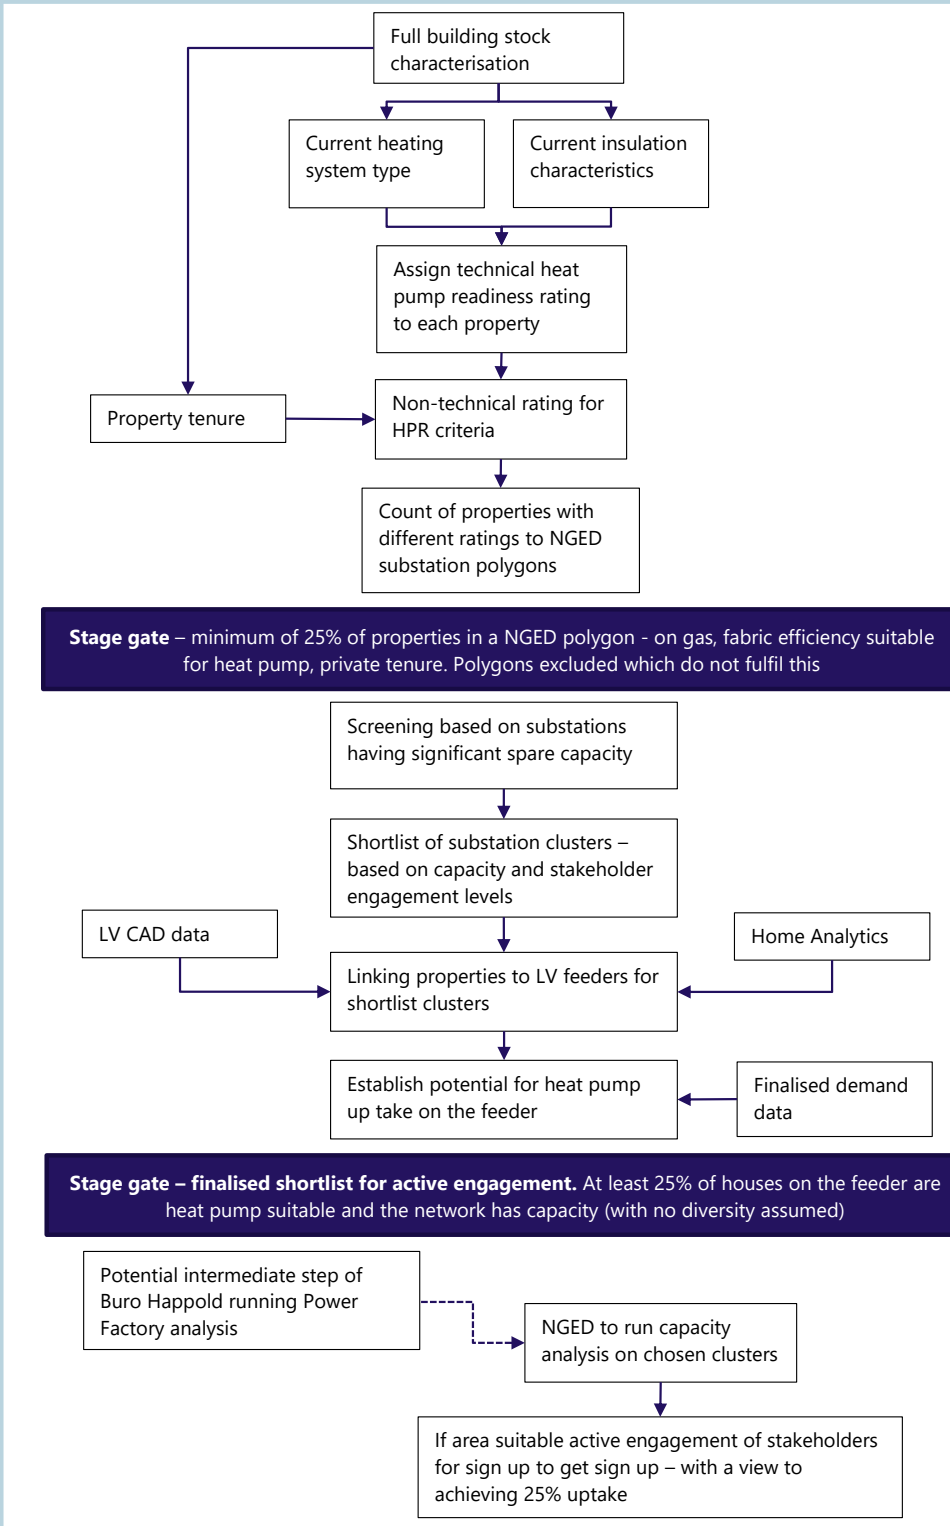 Full building stock
characterisation
Current heating
system type
Current insulation
characteristics
Assign technical heat
pump readiness rating
to each property
Property tenure
Non-technical rating for
HPR criteria
Count of properties with
different ratings to NGED
substation polygons
Stage gate – minimum of 25% of properties in a NGED polygon - on gas, fabric efficiency suitable
for heat pump, private tenure. Polygons excluded which do not fulfil this
Screening based on substations
having significant spare capacity
Shortlist of substation clusters –
based on capacity and stakeholder
engagement levels
LV CAD data
Home Analytics
Linking properties to LV feeders for
shortlist clusters
Establish potential for heat pump
up take on the feeder
Finalised demand
data
Stage gate – finalised shortlist for active engagement. At least 25% of houses on the feeder are
heat pump suitable and the network has capacity (with no diversity assumed)
Potential intermediate step of
Buro Happold running Power
Factory analysis
NGED to run capacity
analysis on chosen clusters
If area suitable active engagement of stakeholders
for sign up to get sign up – with a view to
achieving 25% uptake